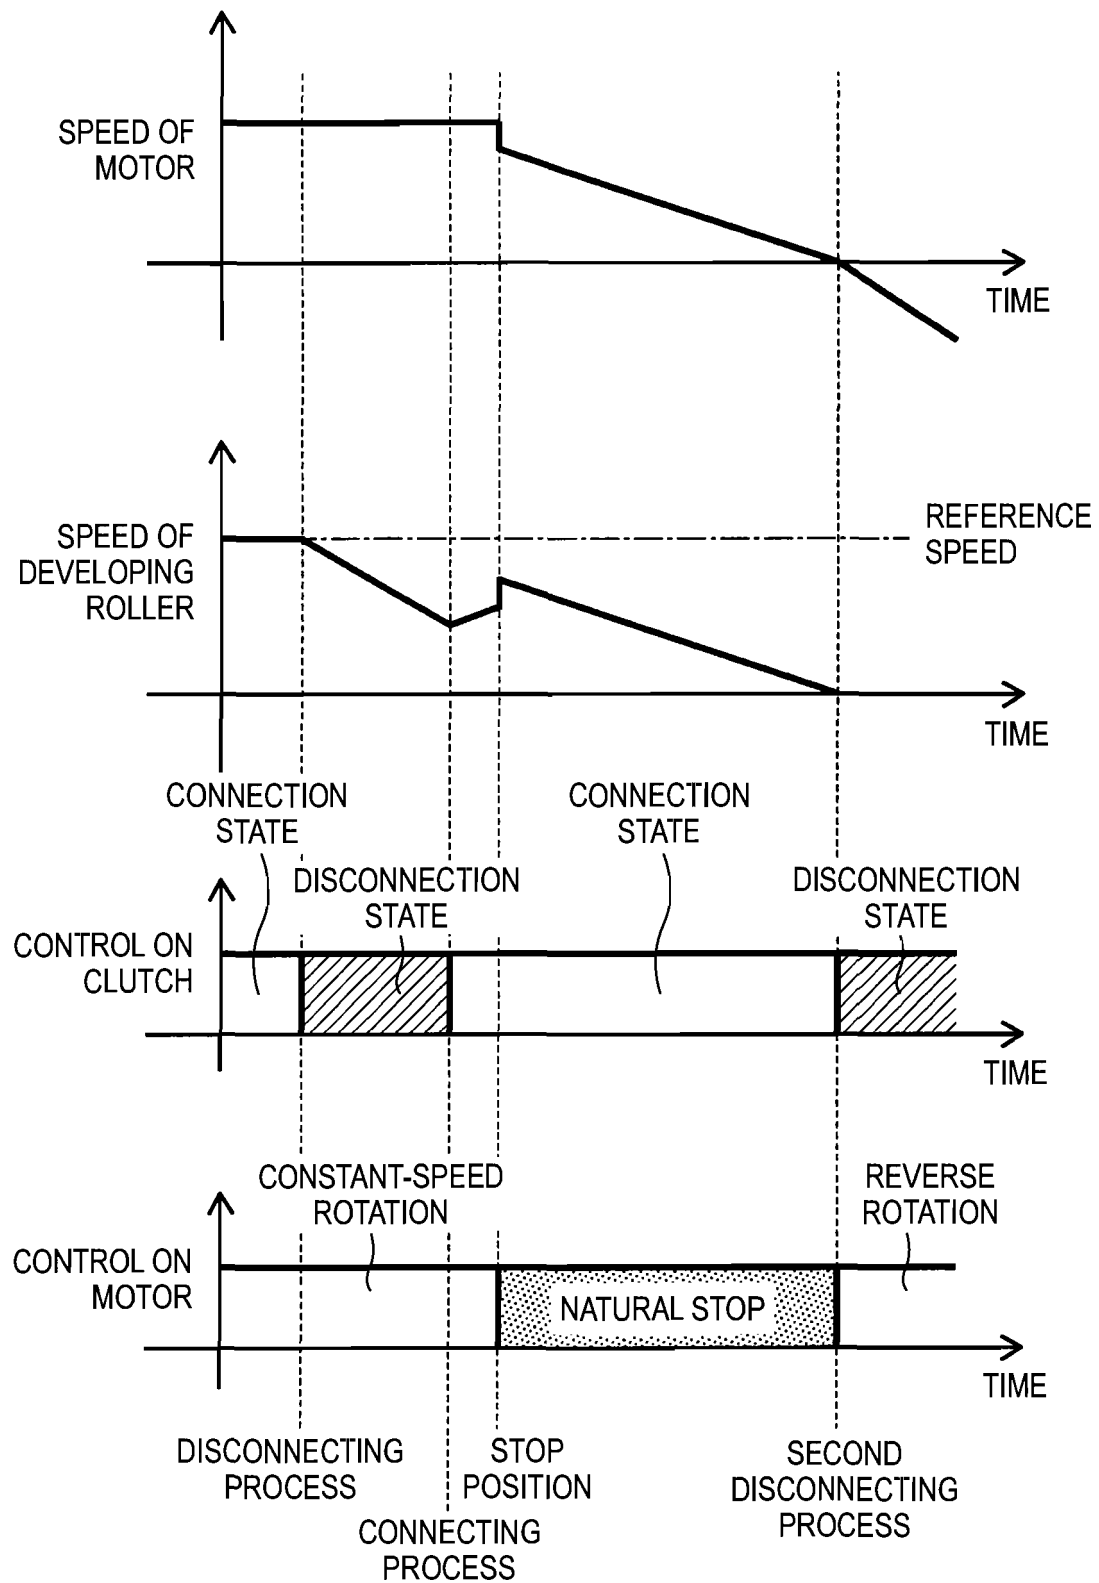 SPEED OF
MOTOR
TIME
REFERENCE
SPEED
SPEED OF
DEVELOPING
ROLLER
TIME
CONNECTION
STATE
CONNECTION
STATE
DISCONNECTION
STATE
DISCONNECTION
STATE
CONTROL ON
CLUTCH
TIME
CONSTANT-SPEED
ROTATION
REVERSE
ROTATION
CONTROL ON
MOTOR
NATURAL STOP
TIME
DISCONNECTING
PROCESS
CONNECTING
PROCESS
STOP
POSITION
SECOND
DISCONNECTING
PROCESS